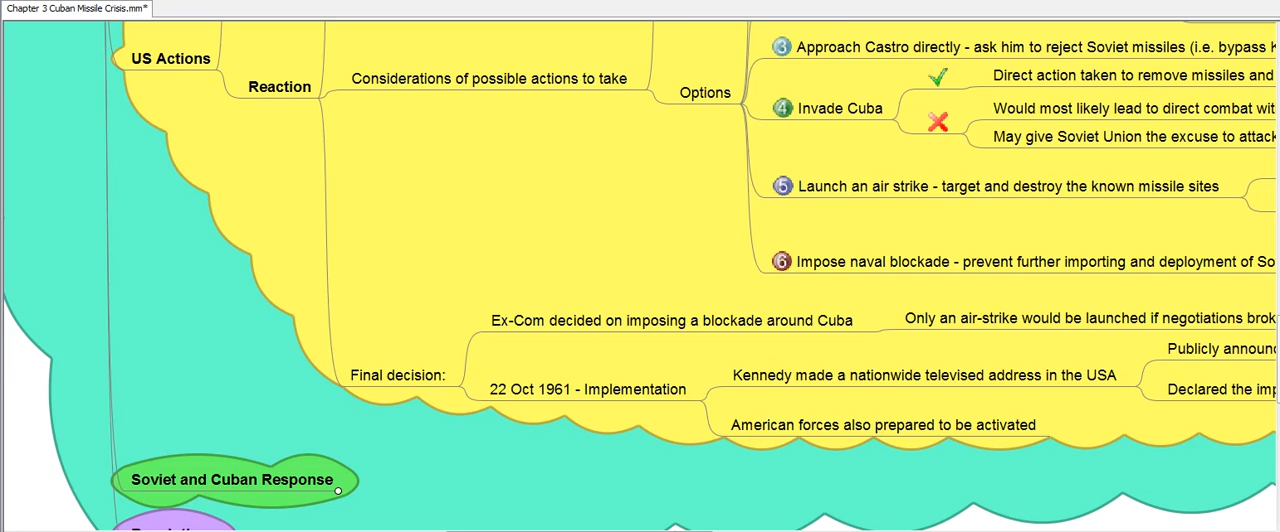 Chapter 3 Cuban Missile Crisis.mm*
US Actions
Reaction
Considerations of possible actions to take
Options
3 Approach Castro directly - ask him to reject Soviet missiles (i.e. bypass
4 Invade Cuba
Direct action taken to remove missiles and
Would most likely lead to direct combat wit
May give Soviet Union the excuse to attack
5 Launch an air strike - target and destroy the known missile sites
6 Impose naval blockade - prevent further importing and deployment of So
Final decision:
Ex-Com decided on imposing a blockade around Cuba
Only an air-strike would be launched if negotiations brok
22 Oct 1961 - Implementation
Kennedy made a nationwide televised address in the USA
Publicly announc
Declared the imp
American forces also prepared to be activated
Soviet and Cuban Response